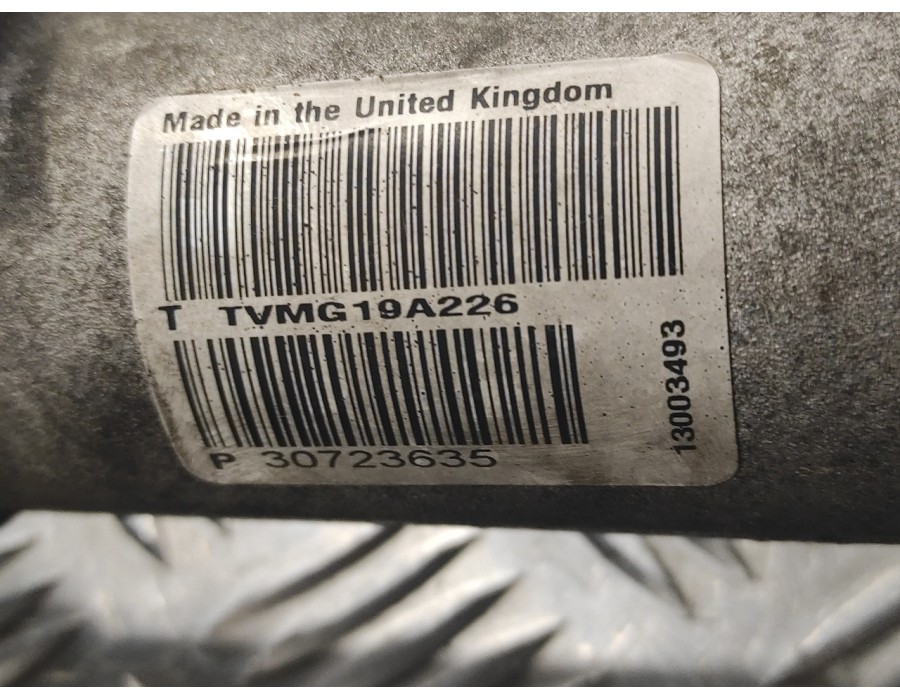 Made in the United Kingdom
T TVMG19A226
P 30723635
13003493